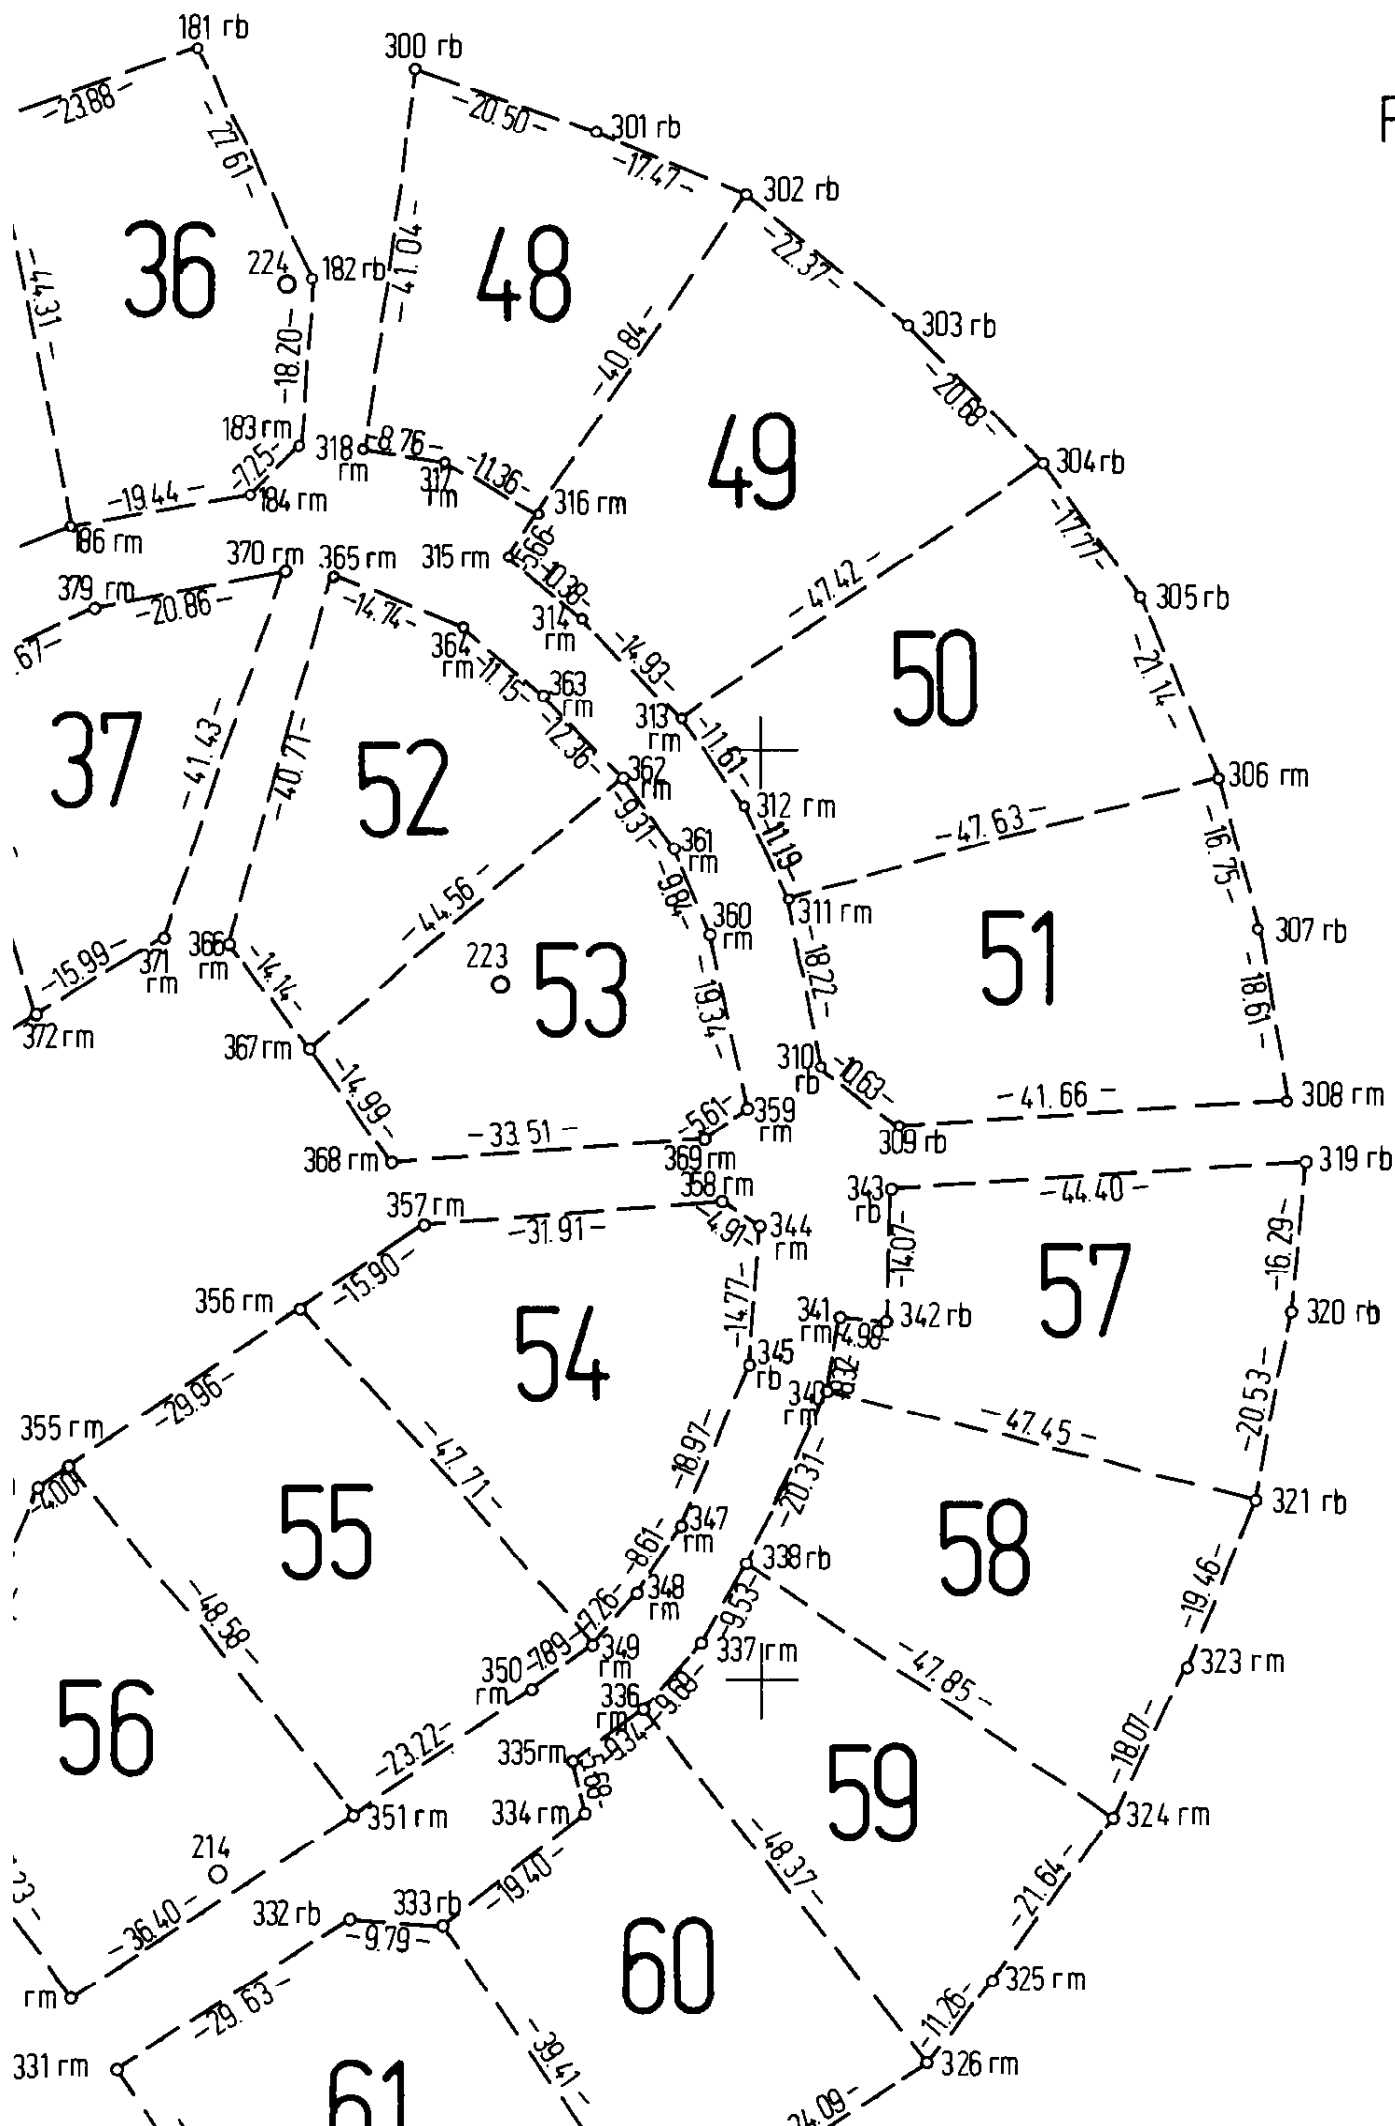 181 rb
300 rb
-23.88-
-27.61-
-20.50-
301 rb
-17.47-
302 rb
36
224
182 rb
-41.04-
48
-22.37-
303 rb
-44.31-
-18.20-
-40.84-
-20.68-
183 rm
318 rm
-8.76-
317 rm
-11.36-
49
304 rb
-7.25-
-19.44-
184 rm
316 rm
186 rm
-5.66-
315 rm
-17.77-
370 rm
365 rm
-10.38-
379 rm
-20.86-
-14.74-
314 rm
-47.42-
305 rb
.67-
364 rm
-11.15-
-14.93-
50
-21.14-
363 rm
37
-41.43-
-40.71-
52
-12.36-
313 rm
-11.61-
362 rm
306 rm
-9.31-
312 rm
-47.63-
361 rm
-11.19-
-16.75-
-44.56-
-9.84-
311 rm
360 rm
-15.99-
371 rm
366 rm
-14.14-
223
53
-18.22-
51
307 rb
372 rm
-19.34-
-18.61-
367 rm
310 rb
-10.63-
-14.99-
-5.61-
359 rm
-41.66-
308 rm
-33.51-
309 rb
368 rm
369 rm
319 rb
358 rm
343 rb
-44.40-
357 rm
-4.91-
344 rm
-31.91-
-14.07-
-16.29-
-15.90-
57
356 rm
-14.77-
341 rm
342 rb
320 rb
-4.98-
54
345 rb
-8.32-
340 rm
-29.96-
-20.53-
355 rm
-47.71-
-18.97-
-47.45-
-4.00-
-20.31-
321 rb
55
347 rm
58
-8.61-
338 rb
-19.46-
-48.58-
-7.26-
348 rm
-9.53-
349 rm
337 rm
-7.89-
350 rm
-47.85-
323 rm
56
336 rm
-9.69-
-23.22-
-9.34-
335 rm
-5.68-
59
-18.07-
351 rm
334 rm
324 rm
214
-48.37-
-19.40-
-21.64-
.23-
-36.40-
332 rb
333 rb
-9.79-
60
rm
325 rm
-29.63-
-11.26-
331 rm
-39.41-
326 rm
61
24.09-